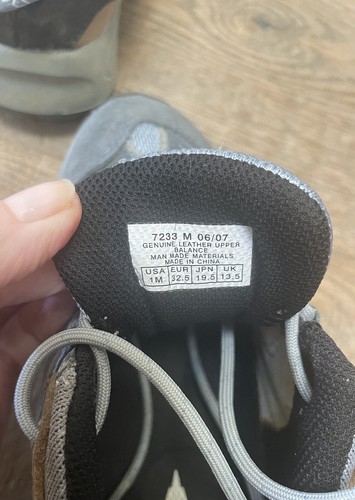 7233 M 06/07
GENUINE LEATHER UPPER
BALANCE
MAN MADE MATERIALS
MADE IN CHINA
USA EUR JPN UK
1M 32.5 19.5 13.5